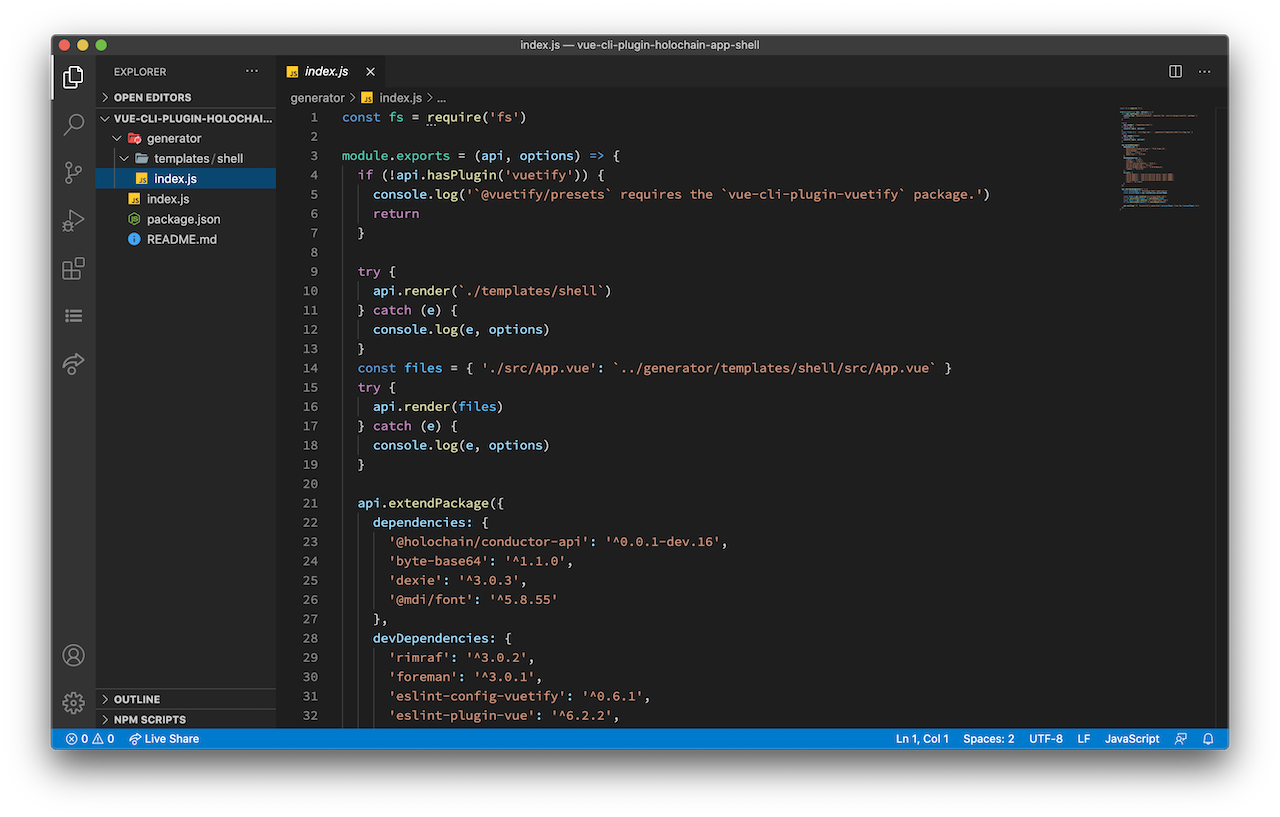 index.js — vue-cli-plugin-holochain-app-shell
EXPLORER
OPEN EDITORS
VUE-CLI-PLUGIN-HOLOCHAI...
generator
templates/shell
index.js
index.js
package.json
README.md
OUTLINE
NPM SCRIPTS
index.js
generator > index.js > ...
1 const fs = require('fs')
2
3 module.exports = (api, options) => {
4 if (!api.hasPlugin('vuetify')) {
5 console.log('`@vuetify/presets` requires the `vue-cli-plugin-vuetify` package.')
6 return
7 }
8
9 try {
10 api.render(`./templates/shell`)
11 } catch (e) {
12 console.log(e, options)
13 }
14 const files = { './src/App.vue': `../generator/templates/shell/src/App.vue` }
15 try {
16 api.render(files)
17 } catch (e) {
18 console.log(e, options)
19 }
20
21 api.extendPackage({
22 dependencies: {
23 '@holochain/conductor-api': '^0.0.1-dev.16',
24 'byte-base64': '^1.1.0',
25 'dexie': '^3.0.3',
26 '@mdi/font': '^5.8.55'
27 },
28 devDependencies: {
29 'rimraf': '^3.0.2',
30 'foreman': '^3.0.1',
31 'eslint-config-vuetify': '^0.6.1',
32 'eslint-plugin-vue': '^6.2.2',
0 0 Live Share Ln 1, Col 1 Spaces: 2 UTF-8 LF JavaScript